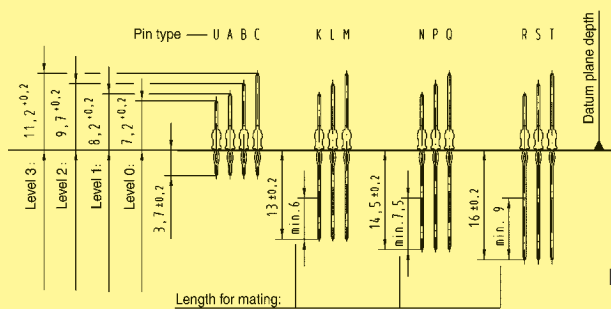 Pin type U A B C K L M N P Q R S T
Datum plane depth
Level 3: 11,2 +0,2
Level 2: 9,7 +0,2
Level 1: 8,2 +0,2
Level 0: 7,2 +0,2
3,7 ±0,2
13 ±0,2
min. 6
14,5 ±0,2
min. 7,5
16 ±0,2
min. 9
Length for mating: